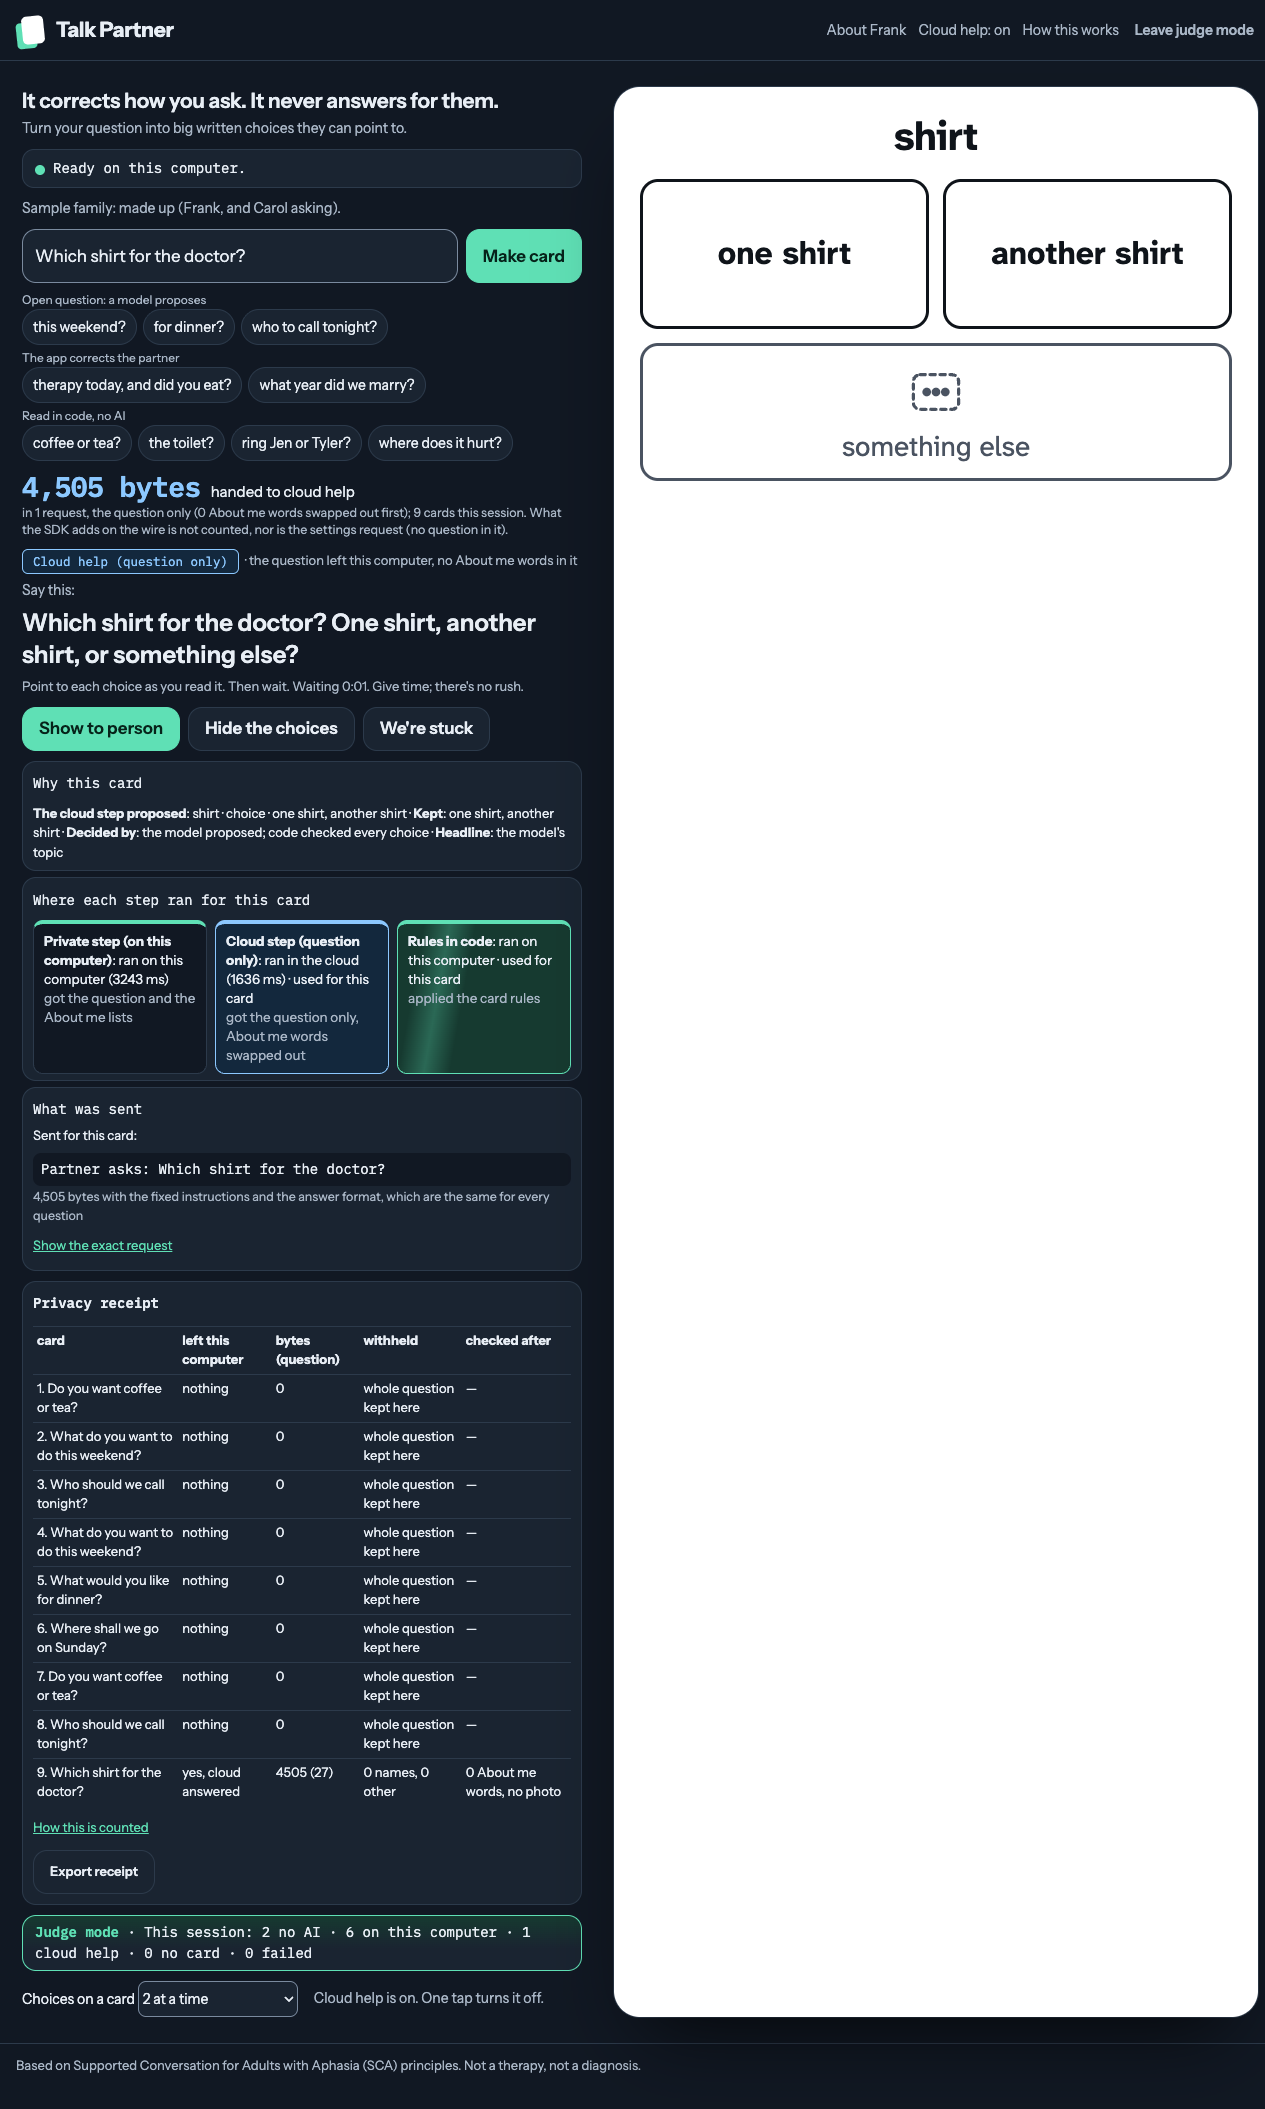 Talk Partner
About Frank Cloud help: on How this works Leave judge mode
It corrects how you ask. It never answers for them.
Turn your question into big written choices they can point to.
Ready on this computer.
Sample family: made up (Frank, and Carol asking).
Which shirt for the doctor? Make card
Open question: a model proposes
this weekend? for dinner? who to call tonight?
The app corrects the partner
therapy today, and did you eat? what year did we marry?
Read in code, no AI
coffee or tea? the toilet? ring Jen or Tyler? where does it hurt?
4,505 bytes handed to cloud help
in 1 request, the question only (0 About me words swapped out first); 9 cards this session. What
the SDK adds on the wire is not counted, nor is the settings request (no question in it).
Cloud help (question only) · the question left this computer, no About me words in it
Say this:
Which shirt for the doctor? One shirt, another
shirt, or something else?
Point to each choice as you read it. Then wait. Waiting 0:01. Give time; there's no rush.
Show to person Hide the choices We're stuck
Why this card
The cloud step proposed: shirt · choice · one shirt, another shirt · Kept: one shirt, another
shirt · Decided by: the model proposed; code checked every choice · Headline: the model's
topic
Where each step ran for this card
Private step (on this
computer): ran on this
computer (3243 ms)
got the question and the
About me lists
Cloud step (question
only): ran in the cloud
(1636 ms) · used for this
card
got the question only,
About me words
swapped out
Rules in code: ran on
this computer · used for
this card
applied the card rules
What was sent
Sent for this card:
Partner asks: Which shirt for the doctor?
4,505 bytes with the fixed instructions and the answer format, which are the same for every
question
Show the exact request
Privacy receipt
card left this computer bytes (question) withheld checked after
1. Do you want coffee or tea? nothing 0 whole question kept here —
2. What do you want to do this weekend? nothing 0 whole question kept here —
3. Who should we call tonight? nothing 0 whole question kept here —
4. What do you want to do this weekend? nothing 0 whole question kept here —
5. What would you like for dinner? nothing 0 whole question kept here —
6. Where shall we go on Sunday? nothing 0 whole question kept here —
7. Do you want coffee or tea? nothing 0 whole question kept here —
8. Who should we call tonight? nothing 0 whole question kept here —
9. Which shirt for the doctor? yes, cloud answered 4505 (27) 0 names, 0 other 0 About me words, no photo
How this is counted
Export receipt
Judge mode · This session: 2 no AI · 6 on this computer · 1
cloud help · 0 no card · 0 failed
Choices on a card 2 at a time Cloud help is on. One tap turns it off.
shirt
one shirt another shirt
something else
Based on Supported Conversation for Adults with Aphasia (SCA) principles. Not a therapy, not a diagnosis.